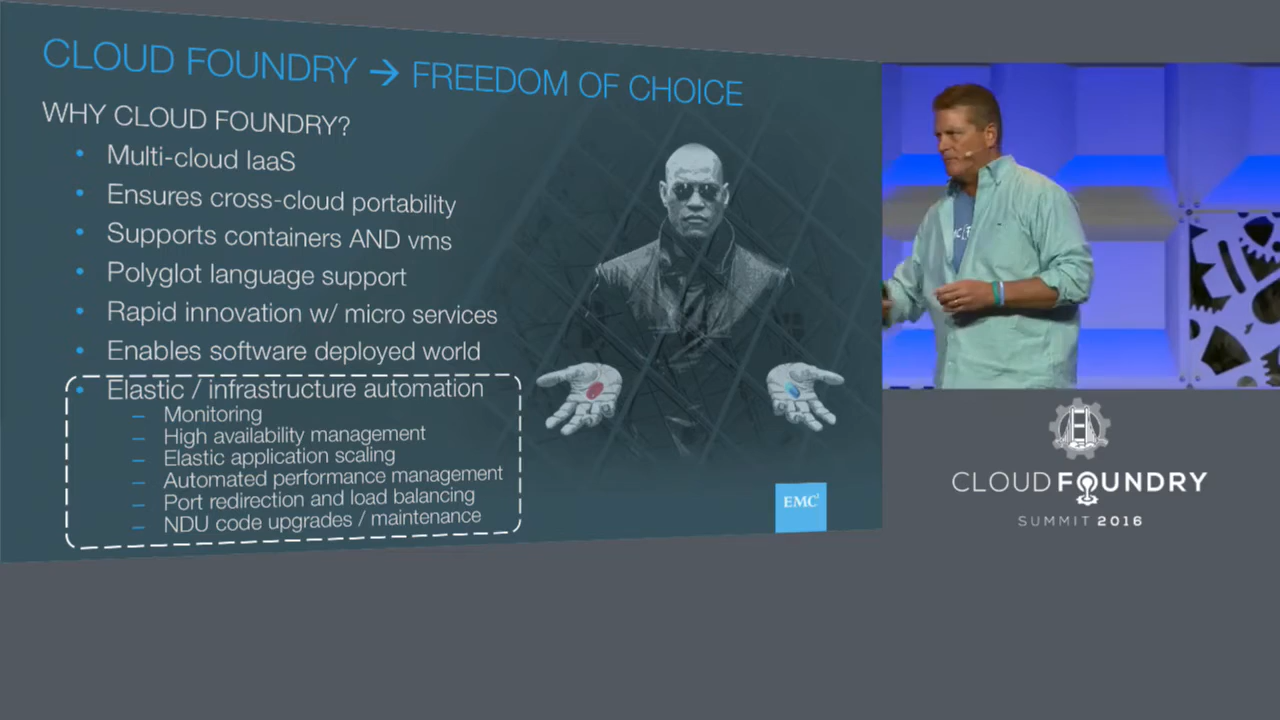 CLOUD FOUNDRY → FREEDOM OF CHOICE
WHY CLOUD FOUNDRY?
• Multi-cloud IaaS
• Ensures cross-cloud portability
• Supports containers AND vms
• Polyglot language support
• Rapid innovation w/ micro services
• Enables software deployed world
• Elastic / infrastructure automation
– Monitoring
– High availability management
– Elastic application scaling
– Automated performance management
– Port redirection and load balancing
– NDU code upgrades / maintenance
EMC²
CLOUD FOUNDRY
SUMMIT 2016